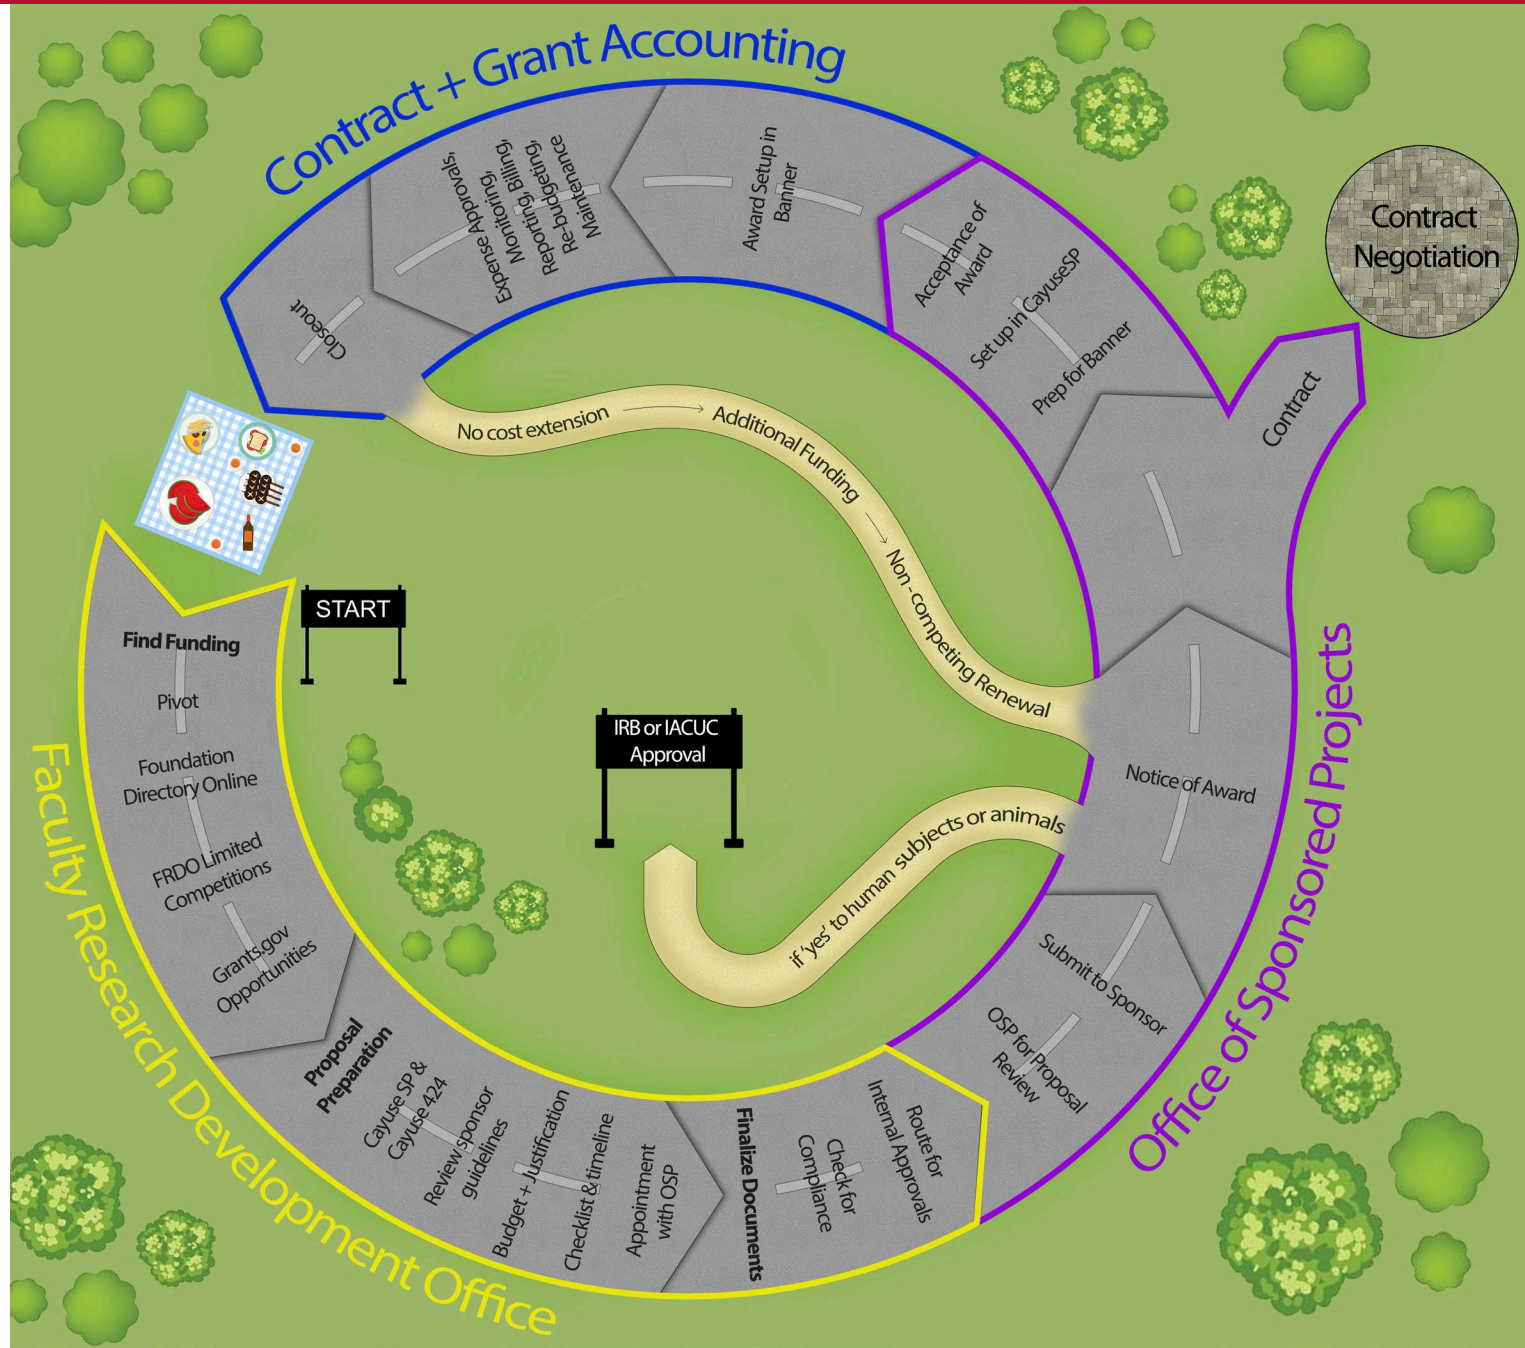 START
Faculty Research Development Office
Find Funding
Pivot
Foundation
Directory Online
FRDO Limited
Competitions
Grants.gov
Opportunities
Proposal
Preparation
Cayuse SP &
Cayuse 424
Review sponsor
guidelines
Budget + Justification
Checklist & timeline
Appointment
with OSP
Finalize Documents
Check for
Compliance
Route for
Internal Approvals
Office of Sponsored Projects
OSP for Proposal
Review
Submit to Sponsor
if 'yes' to human subjects or animals
IRB or IACUC
Approval
Notice of Award
Contract
Contract
Negotiation
Prep for Banner
Set up in CayuseSP
Acceptance of
Award
Contract + Grant Accounting
Award Setup in
Banner
Expense Approvals,
Monitoring,
Reporting, Billing,
Re-budgeting,
Maintenance
Closeout
No cost extension
Additional Funding
Non-competing Renewal